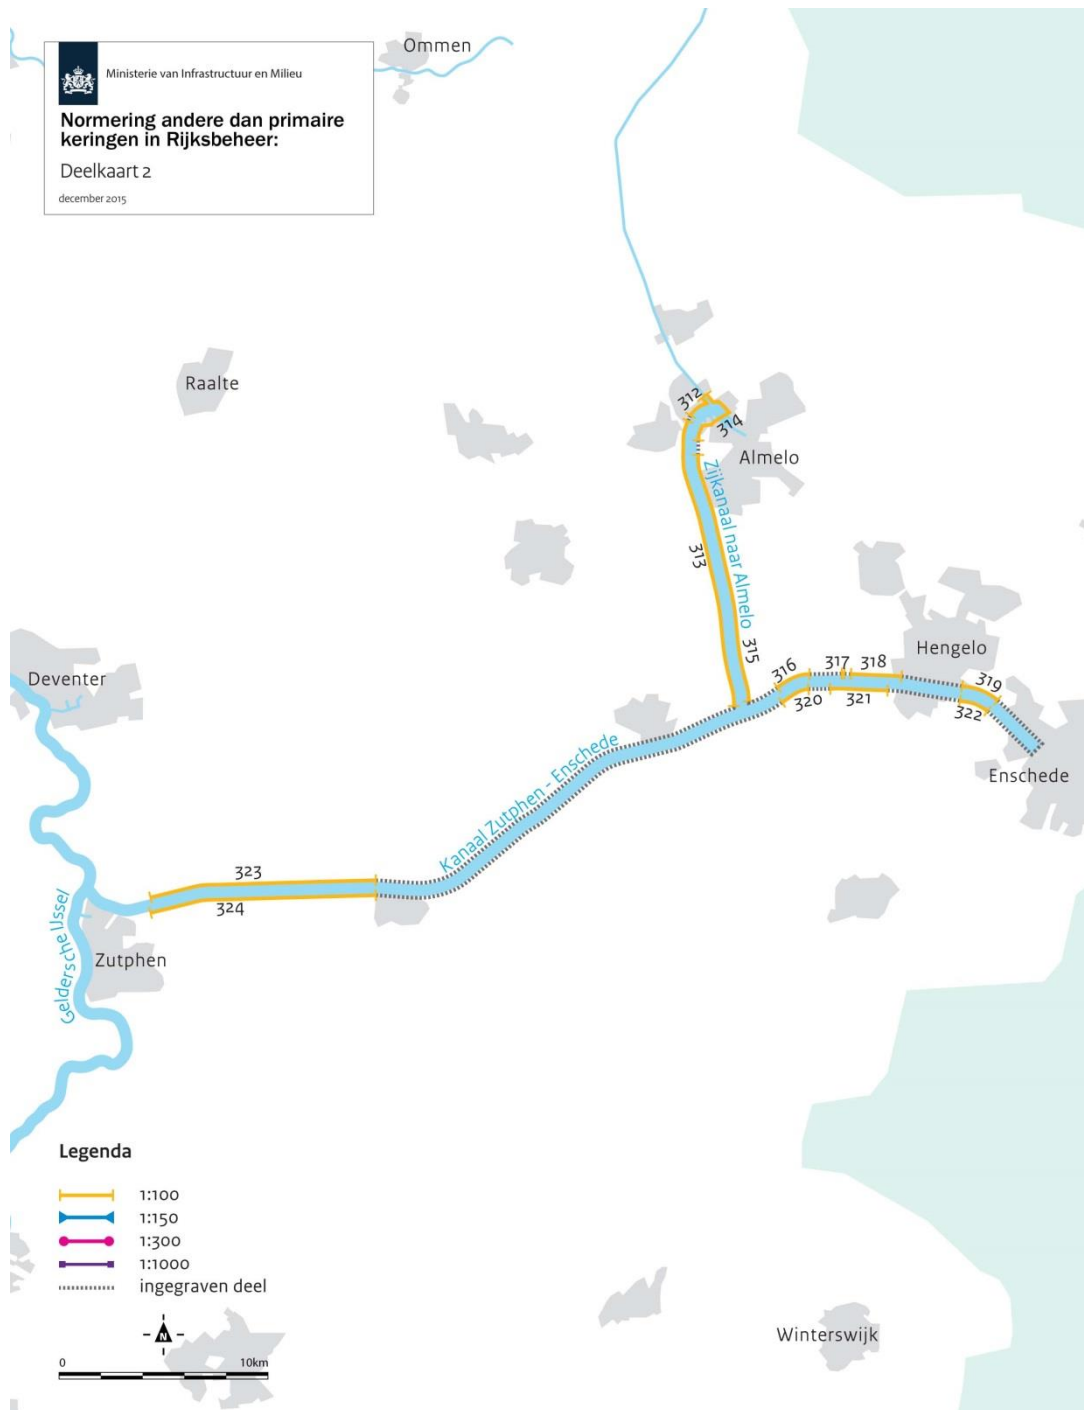 Ommen
Ministerie van Infrastructuur en Milieu
Normering andere dan primaire
keringen in Rijksbeheer:
Deelkaart 2
december 2015
Raalte
312
314
Almelo
Zijkanaal naar Almelo
313
315
Hengelo
316
317
318
319
320
321
322
Deventer
Enschede
Kanaal Zutphen - Enschede
323
324
Geldersche IJssel
Zutphen
Legenda
1:100
1:150
1:300
1:1000
ingegraven deel
N
0 10km
Winterswijk